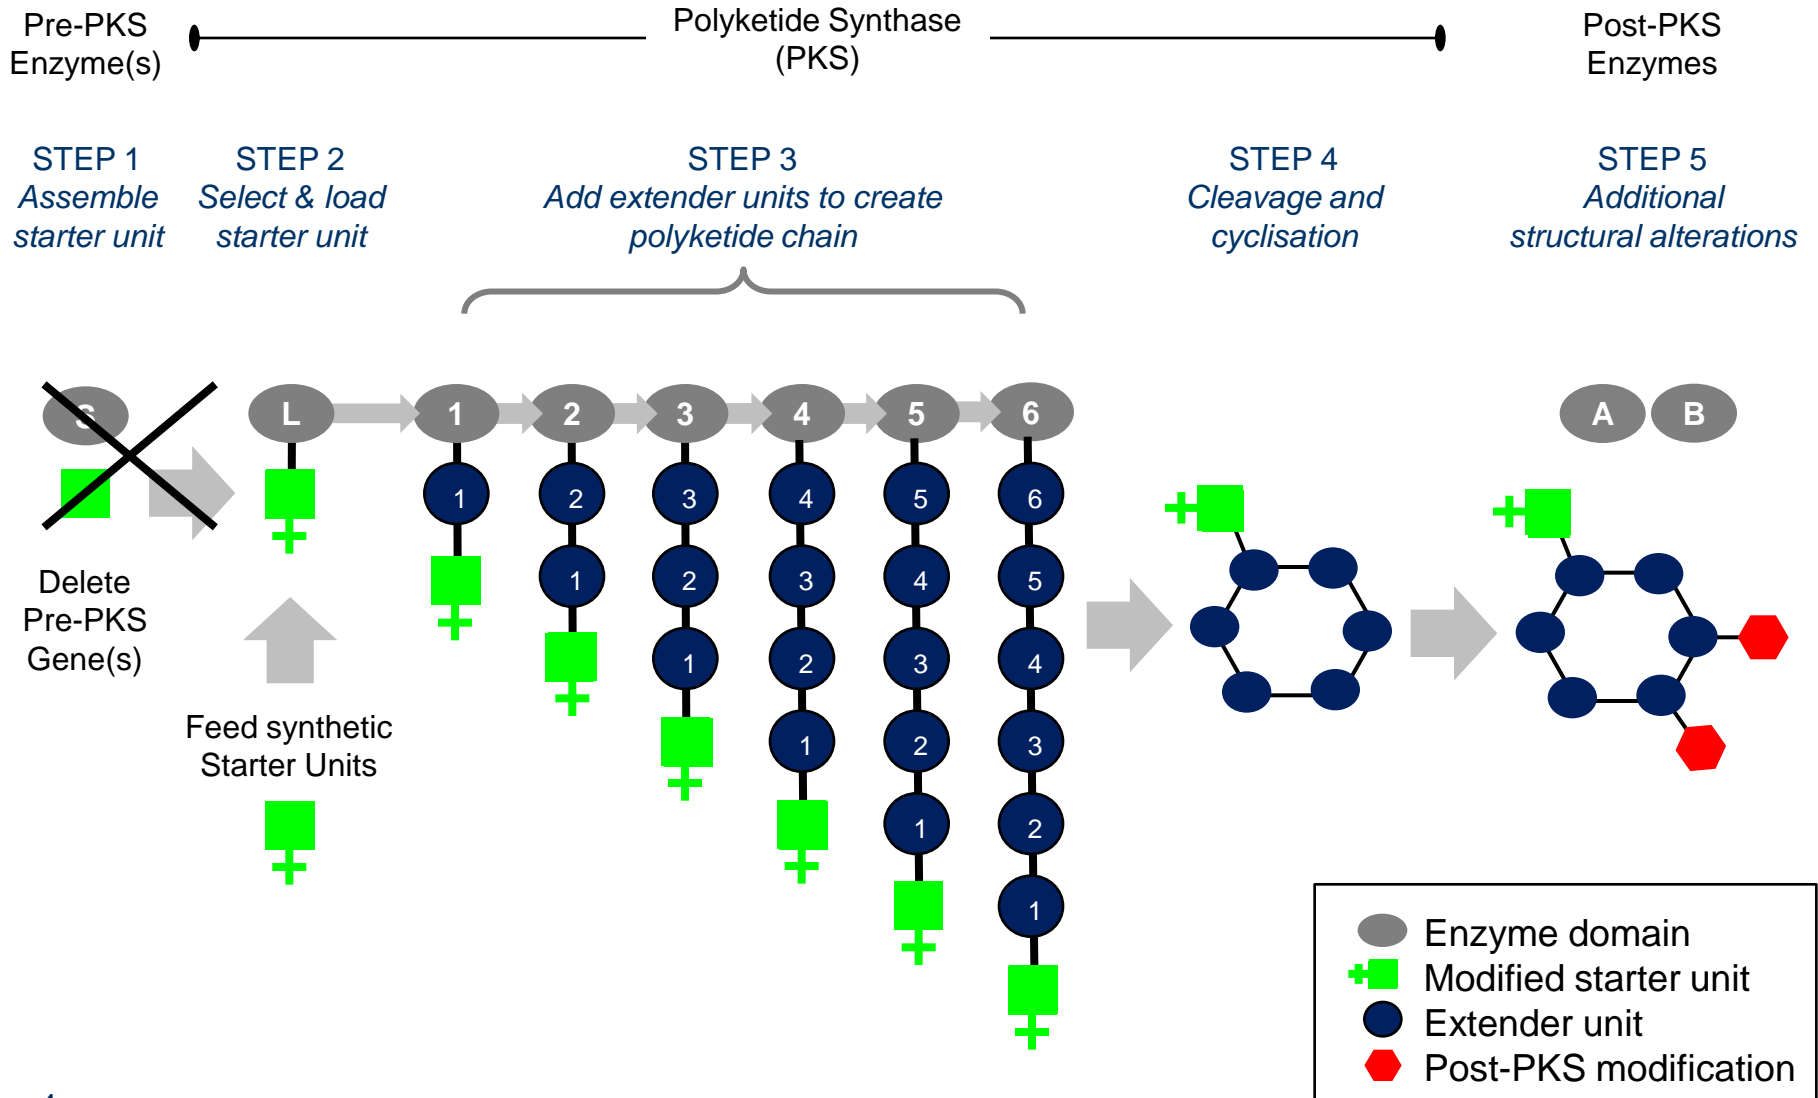 Pre-PKS
Enzyme(s)
Polyketide Synthase
(PKS)
Post-PKS
Enzymes
STEP 1
Assemble
starter unit
STEP 2
Select & load
starter unit
STEP 3
Add extender units to create
polyketide chain
STEP 4
Cleavage and
cyclisation
STEP 5
Additional
structural alterations
S
L
1
2
3
4
5
6
A
B
1
2
3
4
5
6
1
2
3
4
5
1
2
3
4
1
2
3
1
2
1
Delete
Pre-PKS
Gene(s)
Feed synthetic
Starter Units
Enzyme domain
Modified starter unit
Extender unit
Post-PKS modification